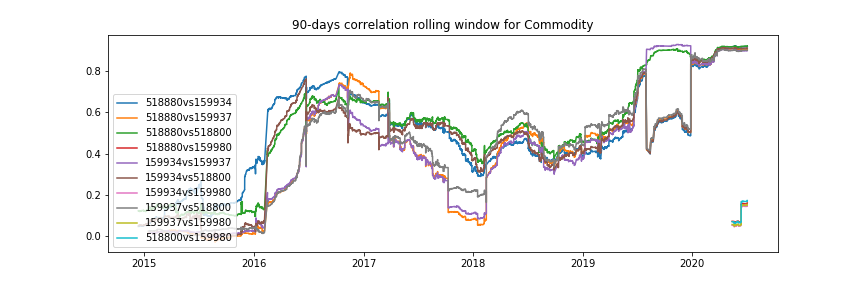 90-days correlation rolling window for Commodity
0.8
0.6
0.4
0.2
0.0
518880vs159934
518880vs159937
518880vs518800
518880vs159980
159934vs159937
159934vs518800
159934vs159980
159937vs518800
159937vs159980
518800vs159980
2015
2016
2017
2018
2019
2020